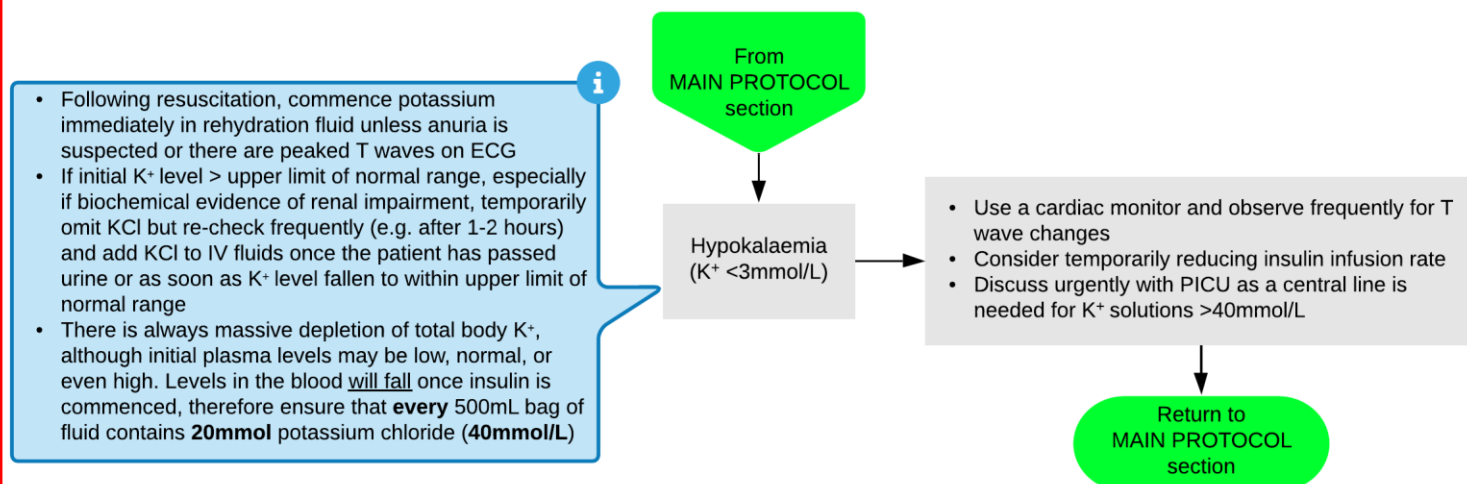 From
MAIN PROTOCOL
section
i
• Following resuscitation, commence potassium
immediately in rehydration fluid unless anuria is
suspected or there are peaked T waves on ECG
• If initial K⁺ level > upper limit of normal range, especially
if biochemical evidence of renal impairment, temporarily
omit KCl but re-check frequently (e.g. after 1-2 hours)
and add KCl to IV fluids once the patient has passed
urine or as soon as K⁺ level fallen to within upper limit of
normal range
• There is always massive depletion of total body K⁺,
although initial plasma levels may be low, normal, or
even high. Levels in the blood will fall once insulin is
commenced, therefore ensure that every 500mL bag of
fluid contains 20mmol potassium chloride (40mmol/L)
Hypokalaemia
(K⁺ <3mmol/L)
• Use a cardiac monitor and observe frequently for T
wave changes
• Consider temporarily reducing insulin infusion rate
• Discuss urgently with PICU as a central line is
needed for K⁺ solutions >40mmol/L
Return to
MAIN PROTOCOL
section